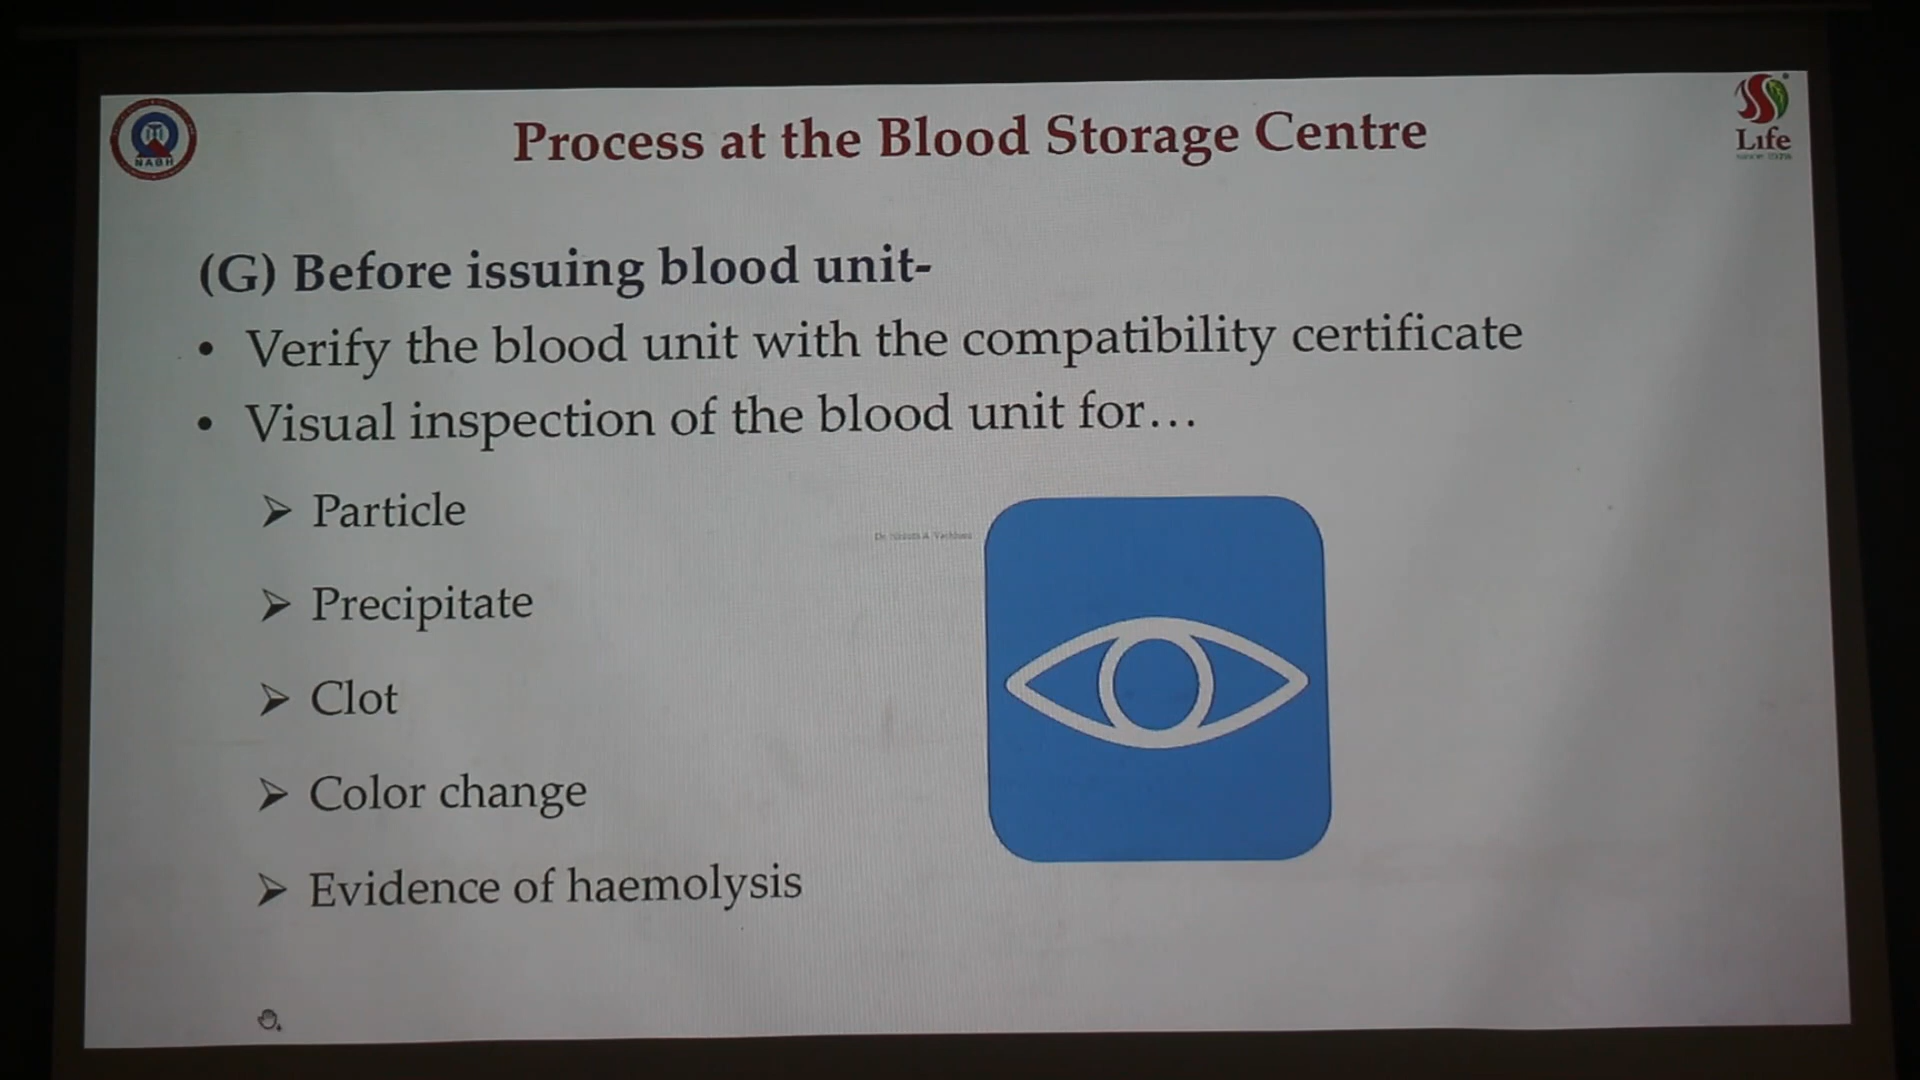 NABH
Process at the Blood Storage Centre
Life
(G) Before issuing blood unit-
• Verify the blood unit with the compatibility certificate
• Visual inspection of the blood unit for…
➢ Particle
➢ Precipitate
➢ Clot
➢ Color change
➢ Evidence of haemolysis